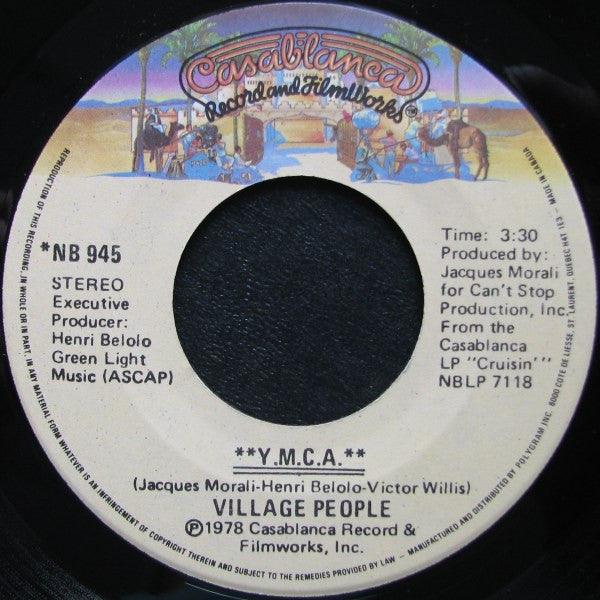 Casablanca
Record and FilmWorks®
*NB 945
STEREO
Executive
Producer:
Henri Belolo
Green Light
Music (ASCAP)
Time: 3:30
Produced by:
Jacques Morali
for Can't Stop
Production, Inc.
From the
Casablanca
LP "Cruisin'"
NBLP 7118
**Y.M.C.A.**
(Jacques Morali-Henri Belolo-Victor Willis)
VILLAGE PEOPLE
Ⓟ1978 Casablanca Record &
Filmworks, Inc.
REPRODUCTION OF THIS RECORDING, IN WHOLE OR IN PART, IN ANY MATERIAL FORM WHATEVER IS AN INFRINGEMENT OF COPYRIGHT THEREIN AND SUBJECT TO THE REMEDIES PROVIDED BY LAW – MANUFACTURED AND DISTRIBUTED BY POLYGRAM INC. 6000 COTE DE LIESSE, ST. LAURENT, QUEBEC H4T 1E3 – MADE IN CANADA